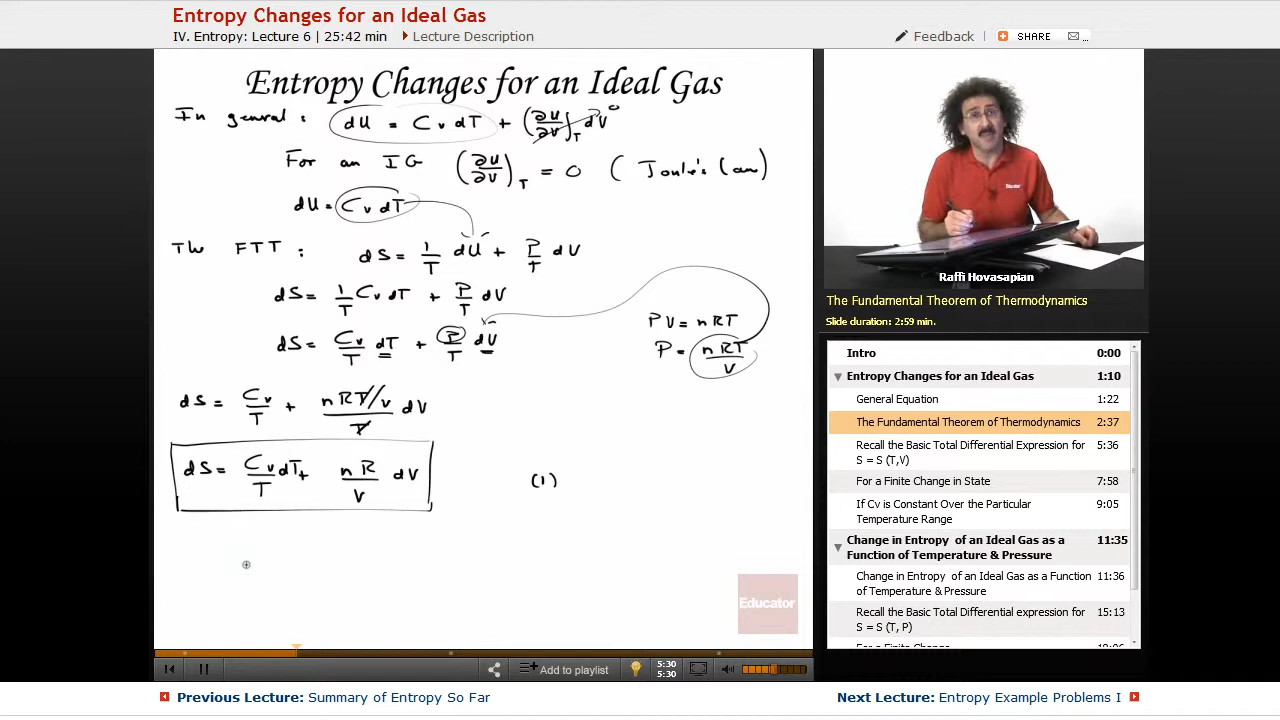 Entropy Changes for an Ideal Gas
IV. Entropy: Lecture 6 | 25:42 min Lecture Description
Feedback | SHARE
Entropy Changes for an Ideal Gas
In general: dU = Cv dT + (∂U/∂V)T dV 0
For an IG (∂U/∂V)T = 0 (Joule's Law)
dU = Cv dT
The FTT: dS = 1/T dU + P/T dV
dS = 1/T Cv dT + P/T dV
dS = Cv/T dT + P/T dV
PV = nRT
P = nRT/V
dS = Cv/T + nRT/V/T dV
dS = Cv/T dT + nR/V dV (1)
Educator
Educator
Raffi Hovasapian
The Fundamental Theorem of Thermodynamics
Slide duration: 2:59 min.
Intro 0:00
Entropy Changes for an Ideal Gas 1:10
General Equation 1:22
The Fundamental Theorem of Thermodynamics 2:37
Recall the Basic Total Differential Expression for 5:36
S = S (T,V)
For a Finite Change in State 7:58
If Cv is Constant Over the Particular 9:05
Temperature Range
Change in Entropy of an Ideal Gas as a 11:35
Function of Temperature & Pressure
Change in Entropy of an Ideal Gas as a Function 11:36
of Temperature & Pressure
Recall the Basic Total Differential expression for 15:13
S = S (T, P)
Add to playlist
5:30
5:30
Previous Lecture: Summary of Entropy So Far
Next Lecture: Entropy Example Problems I